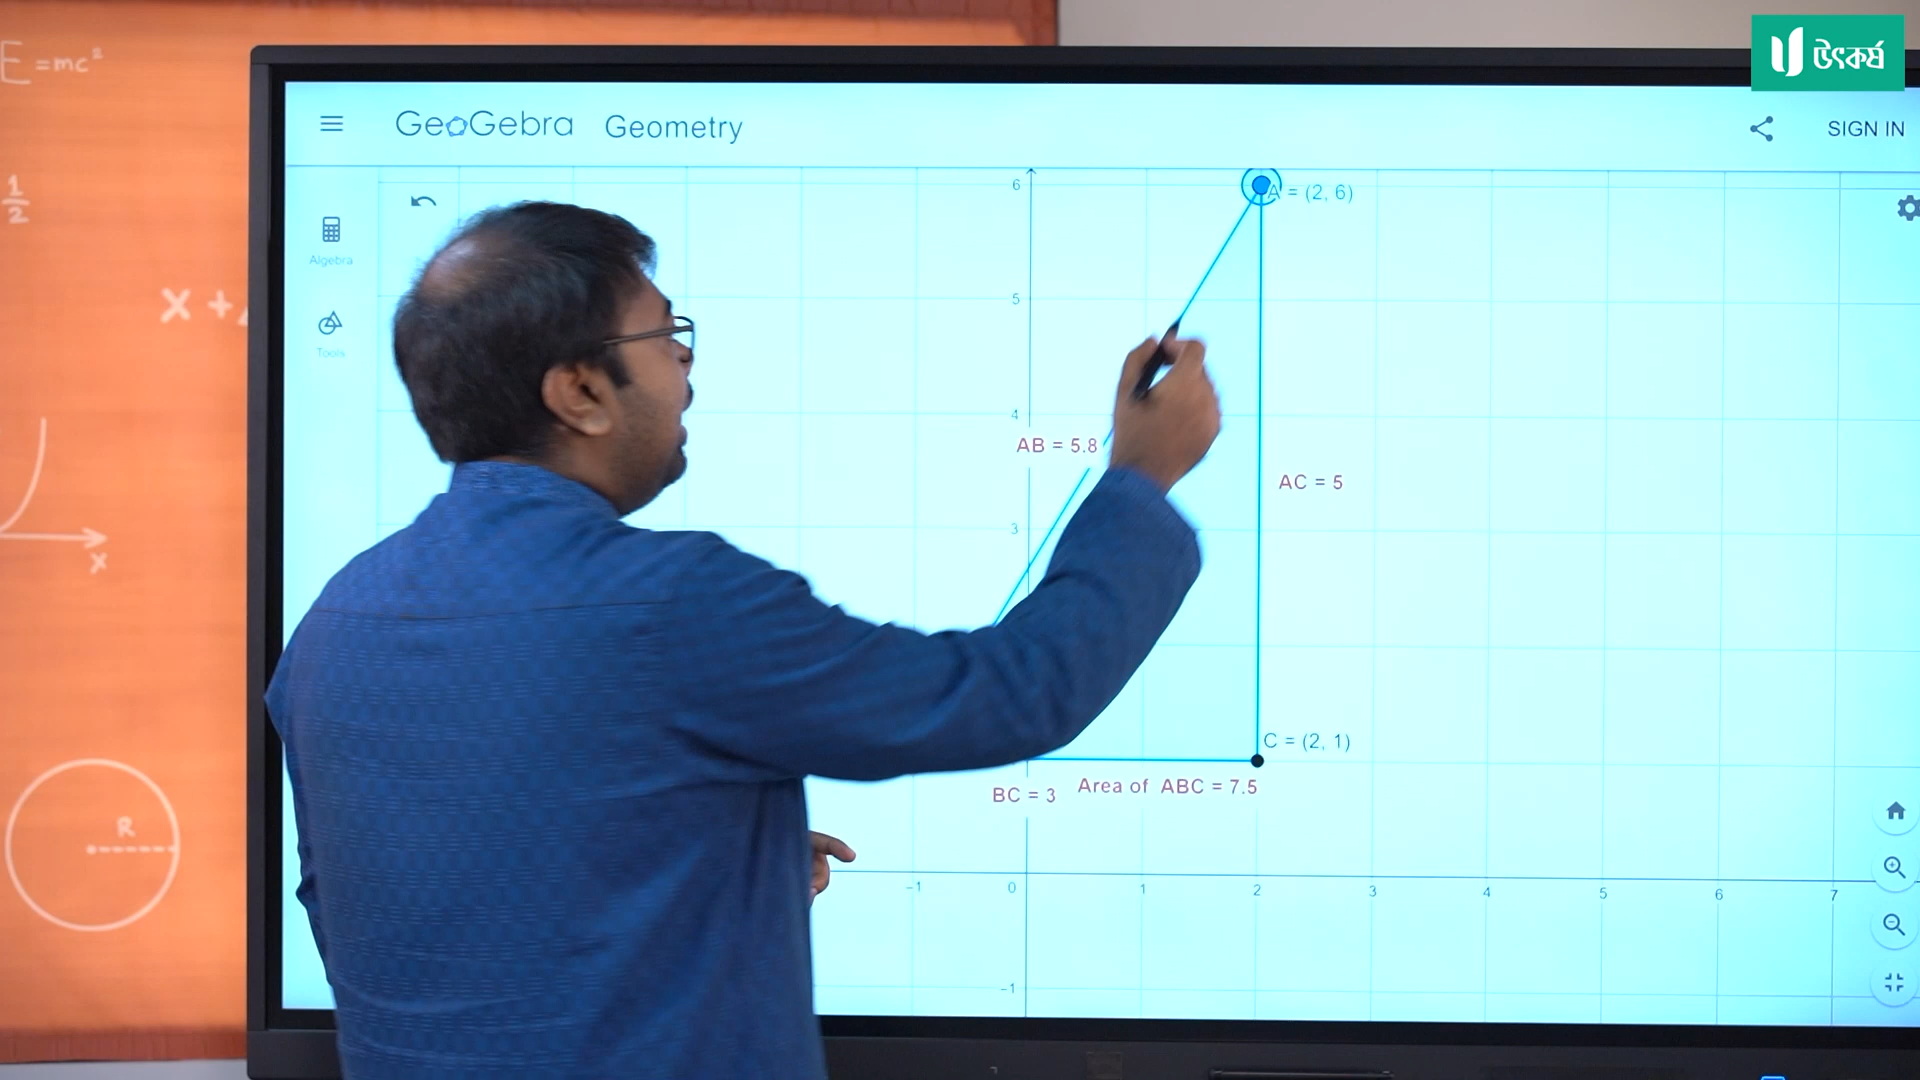 উৎকর্ষ
E=mc²
GeoGebra Geometry
SIGN IN
6
A = (2, 6)
1/2
Algebra
5
X +
Tools
4
AB = 5.8
AC = 5
3
x
C = (2, 1)
BC = 3
Area of ABC = 7.5
R
-1 0 1 2 3 4 5 6 7
-1